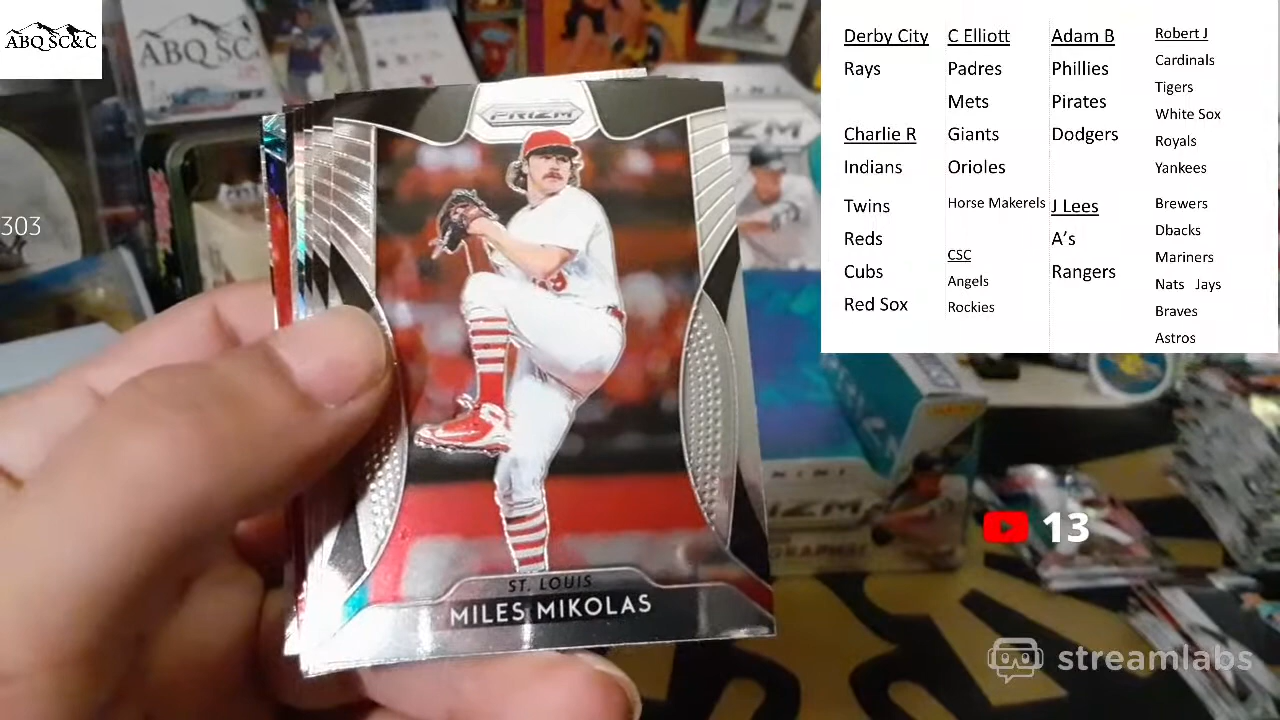 ABQ SC&C
ABQ SC
303
PRIZM
ST. LOUIS
MILES MIKOLAS
Derby City
Rays
Charlie R
Indians
Twins
Reds
Cubs
Red Sox
C Elliott
Padres
Mets
Giants
Orioles
Horse Makerels
CSC
Angels
Rockies
Adam B
Phillies
Pirates
Dodgers
J Lees
A's
Rangers
Robert J
Cardinals
Tigers
White Sox
Royals
Yankees
Brewers
Dbacks
Mariners
Nats Jays
Braves
Astros
13
streamlabs